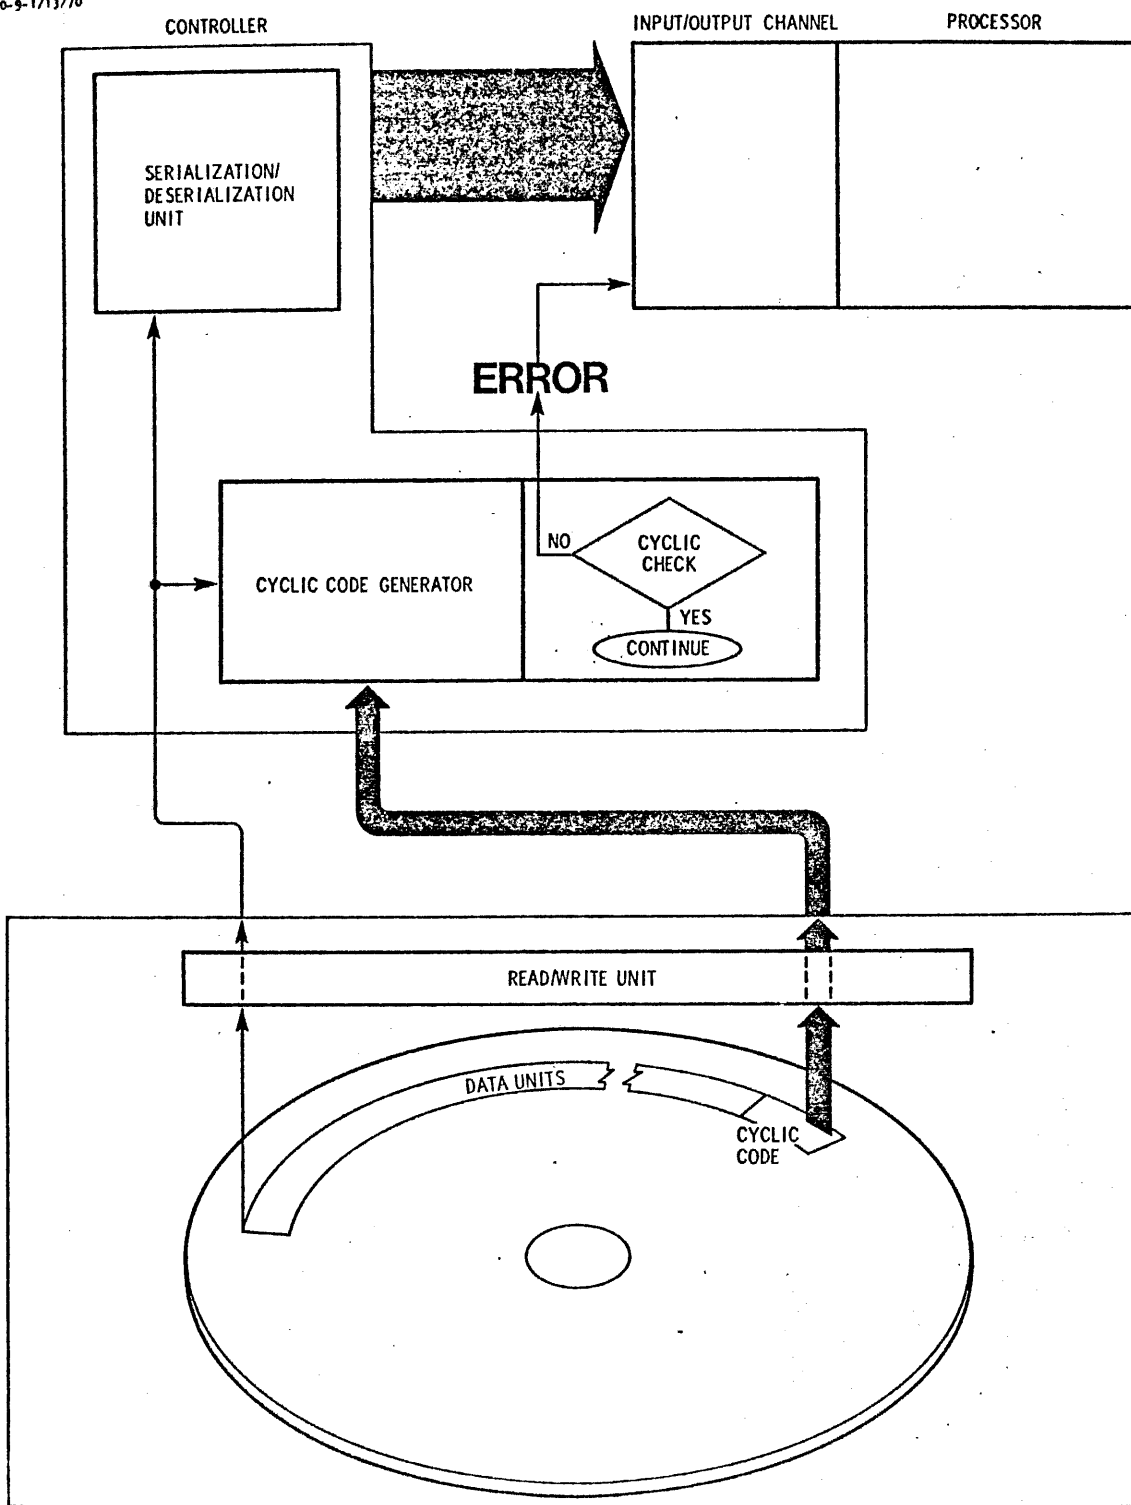 CONTROLLER
INPUT/OUTPUT CHANNEL
PROCESSOR
SERIALIZATION/
DESERIALIZATION
UNIT
ERROR
CYCLIC CODE GENERATOR
NO
CYCLIC
CHECK
YES
CONTINUE
READ/WRITE UNIT
DATA UNITS
CYCLIC
CODE